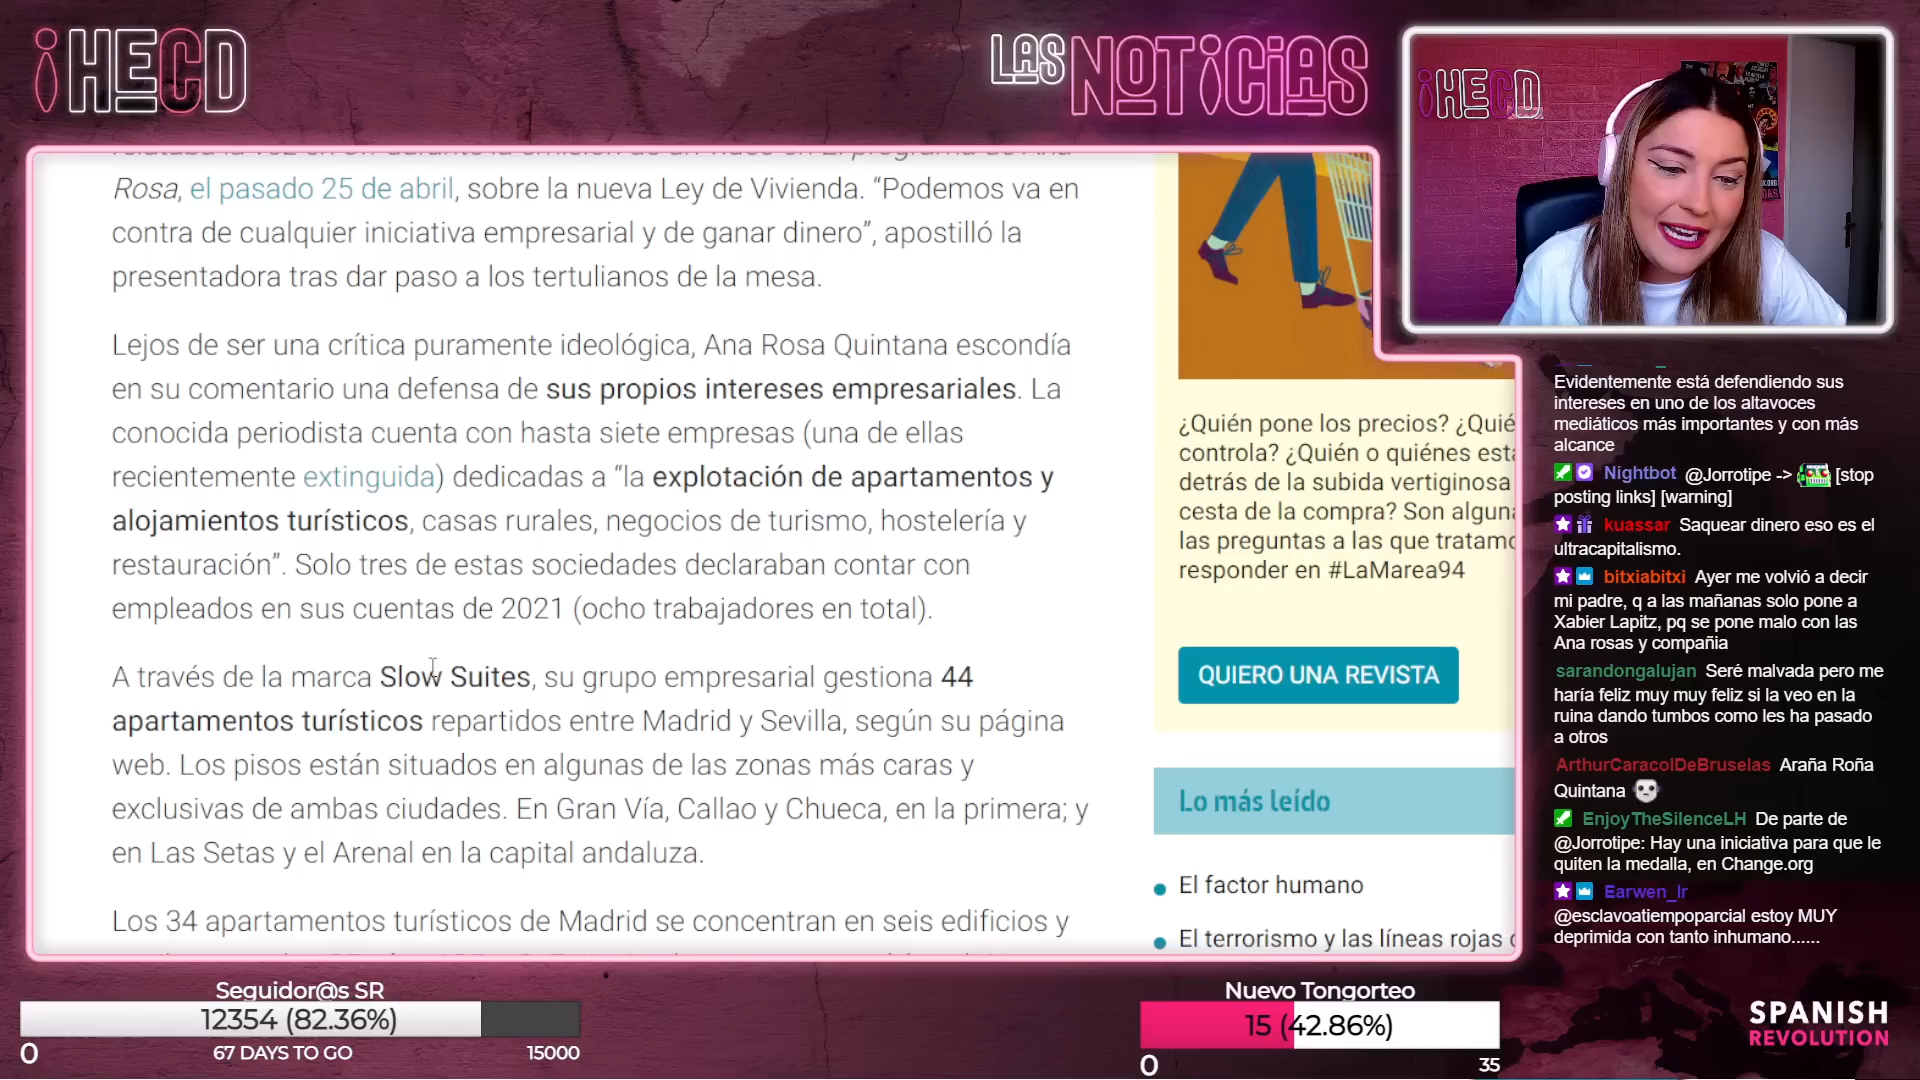 ¡HECD
LAS NOTICIAS
¡HECD
Rosa, el pasado 25 de abril, sobre la nueva Ley de Vivienda. “Podemos va en
contra de cualquier iniciativa empresarial y de ganar dinero”, apostilló la
presentadora tras dar paso a los tertulianos de la mesa.
Lejos de ser una crítica puramente ideológica, Ana Rosa Quintana escondía
en su comentario una defensa de sus propios intereses empresariales. La
conocida periodista cuenta con hasta siete empresas (una de ellas
recientemente extinguida) dedicadas a “la explotación de apartamentos y
alojamientos turísticos, casas rurales, negocios de turismo, hostelería y
restauración”. Solo tres de estas sociedades declaraban contar con
empleados en sus cuentas de 2021 (ocho trabajadores en total).
A través de la marca Slow Suites, su grupo empresarial gestiona 44
apartamentos turísticos repartidos entre Madrid y Sevilla, según su página
web. Los pisos están situados en algunas de las zonas más caras y
exclusivas de ambas ciudades. En Gran Vía, Callao y Chueca, en la primera; y
en Las Setas y el Arenal en la capital andaluza.
Los 34 apartamentos turísticos de Madrid se concentran en seis edificios y
¿Quién pone los precios? ¿Quié
controla? ¿Quién o quiénes est
detrás de la subida vertiginosa
cesta de la compra? Son algun
las preguntas a las que tratam
responder en #LaMarea94
QUIERO UNA REVISTA
Lo más leído
El factor humano
El terrorismo y las líneas rojas
Evidentemente está defendiendo sus
intereses en uno de los altavoces
mediáticos más importantes y con más
alcance
Nightbot @Jorrotipe -> [stop
posting links] [warning]
kuassar Saquear dinero eso es el
ultracapitalismo.
bitxiabitxi Ayer me volvió a decir
mi padre, q a las mañanas solo pone a
Xabier Lapitz, pq se pone malo con las
Ana rosas y compañia
sarandongalujan Seré malvada pero me
haría feliz muy muy feliz si la veo en la
ruina dando tumbos como les ha pasado
a otros
ArthurCaracolDeBruselas Araña Roña
Quintana
EnjoyTheSilenceLH De parte de
@Jorrotipe: Hay una iniciativa para que le
quiten la medalla, en Change.org
Earwen_lr
@esclavoatiempoparcial estoy MUY
deprimida con tanto inhumano......
Seguidor@s SR
12354 (82.36%)
0 67 DAYS TO GO 15000
Nuevo Tongorteo
15 (42.86%)
0 35
SPANISH
REVOLUTION